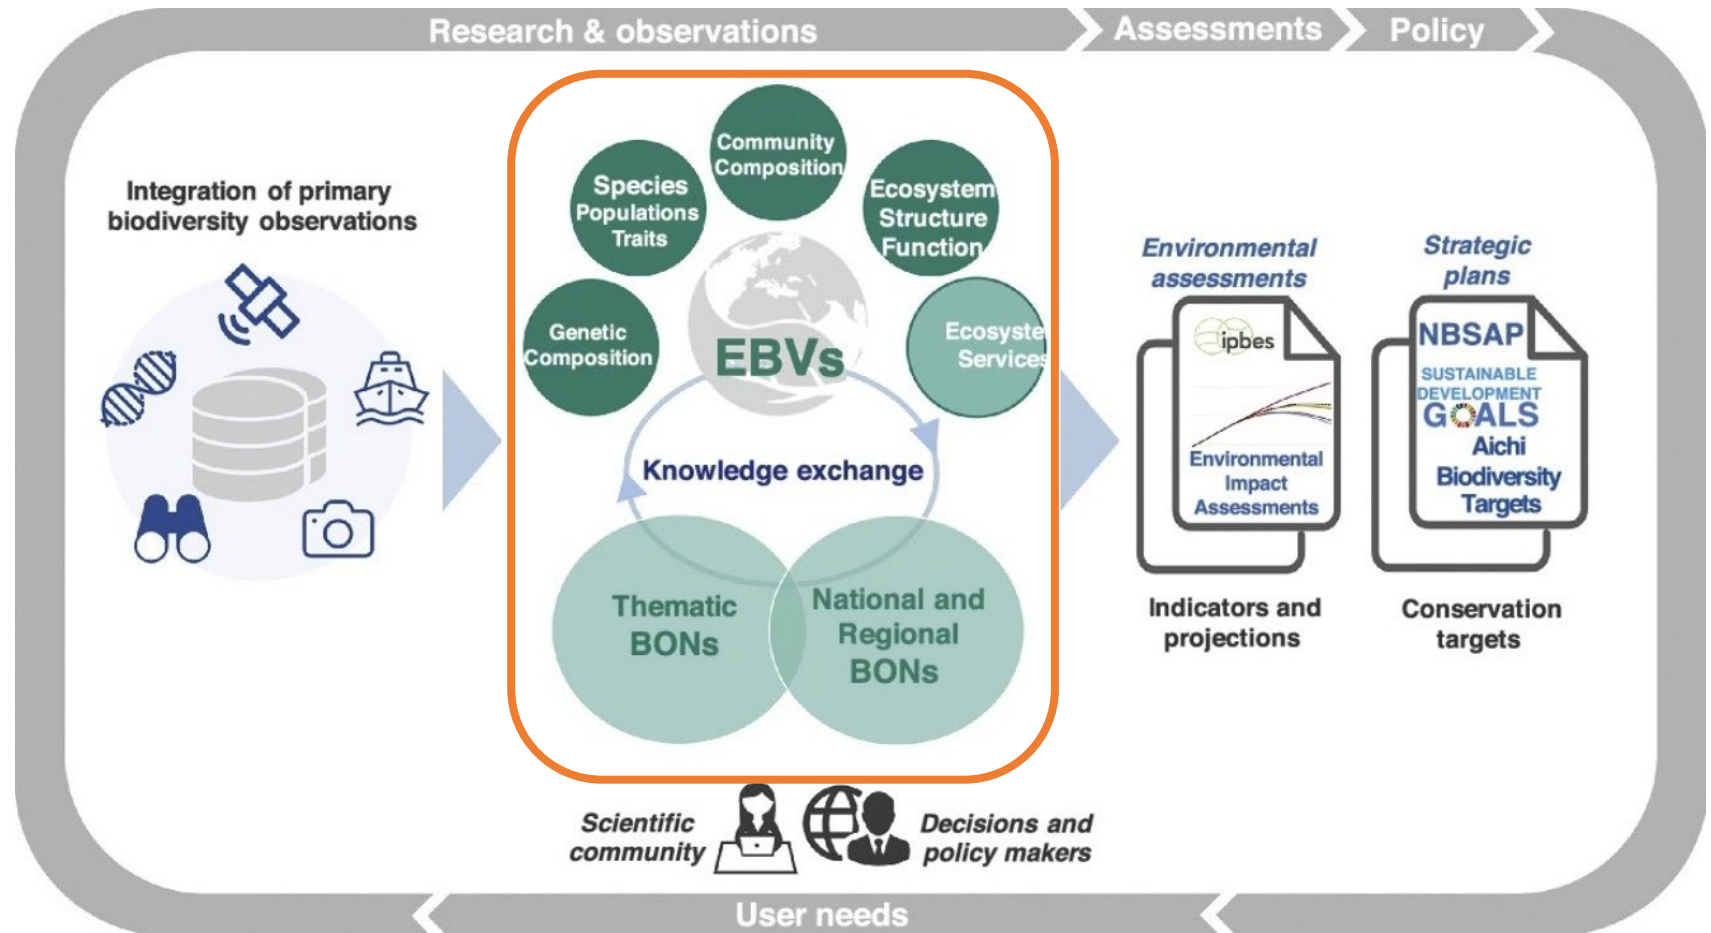 Research & observations
Assessments
Policy
Integration of primary
biodiversity observations
Community
Composition
Species
Populations
Traits
Ecosystem
Structure
Function
Genetic
Composition
Ecosyste
Services
EBVs
Knowledge exchange
Thematic
BONs
National and
Regional
BONs
Environmental
assessments
ipbes
Environmental
Impact
Assessments
Indicators and
projections
Strategic
plans
NBSAP
SUSTAINABLE
DEVELOPMENT
GOALS
Aichi
Biodiversity
Targets
Conservation
targets
Scientific
community
Decisions and
policy makers
User needs